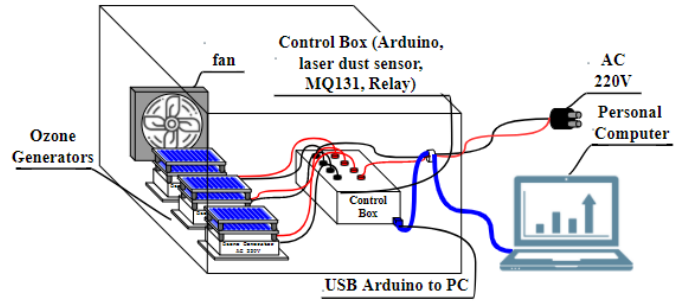 Control Box (Arduino,
laser dust sensor,
MQ131, Relay)
fan
AC
220V
Personal
Computer
Ozone
Generators
Control
Box
Ozone Generator
AC 220V
USB Arduino to PC